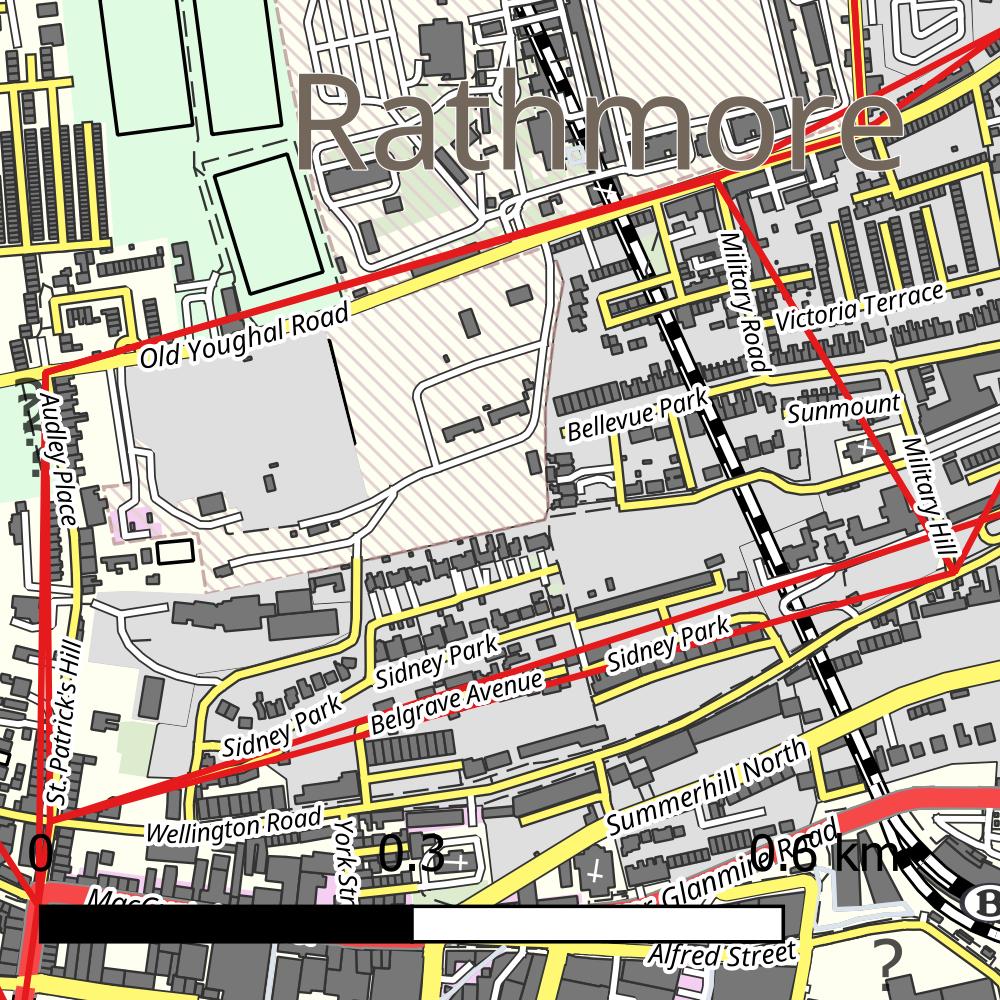 Rathmore
Military Road
Victoria Terrace
Old Youghal Road
Audley Place
Bellevue Park
Sunmount
Military Hill
Sidney Park
Sidney Park
Sidney Park
Belgrave Avenue
St. Patrick's Hill
Summerhill North
Wellington Road
York Str
0
0.3
0.6 km
r Glanmire Road
MacCu
B
Alfred Street
?